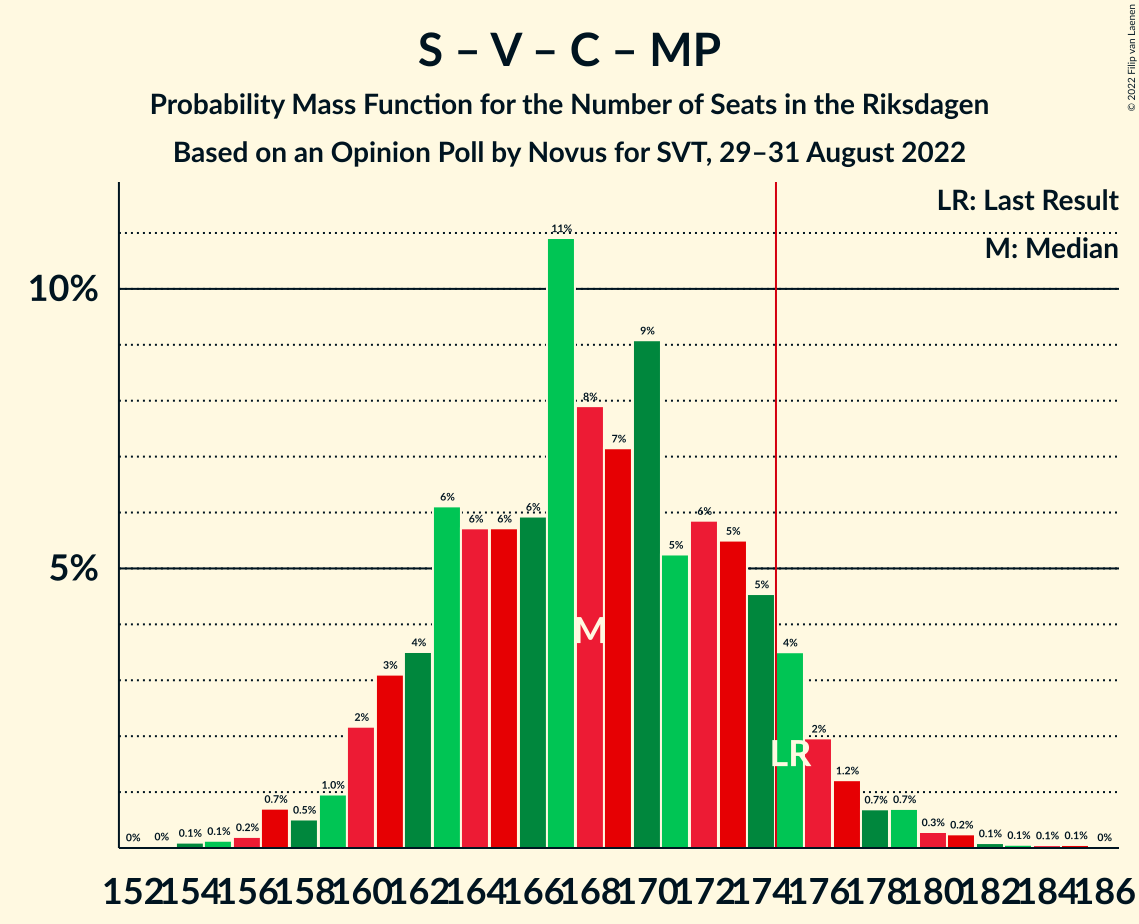 S – V – C – MP
Probability Mass Function for the Number of Seats in the Riksdagen
Based on an Opinion Poll by Novus for SVT, 29–31 August 2022
© 2022 Filip van Laenen
LR: Last Result
M: Median
10%
5%
0% 0% 0.1% 0.1% 0.2% 0.7% 0.5% 1.0% 2% 3% 4% 6% 6% 6% 6% 11% 8% 7% 9% 5% 6% 5% 5% 4% 2% 1.2% 0.7% 0.7% 0.3% 0.2% 0.1% 0.1% 0.1% 0.1% 0%
M
LR
152 154 156 158 160 162 164 166 168 170 172 174 176 178 180 182 184 186